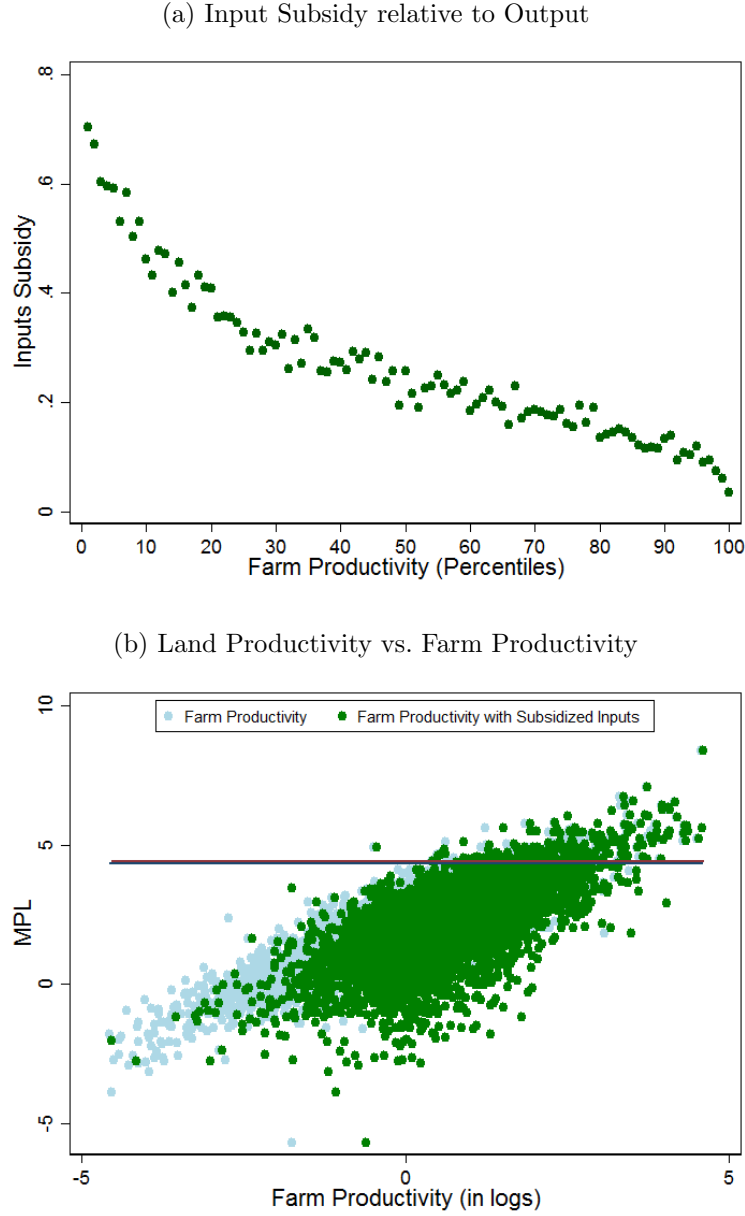 (a) Input Subsidy relative to Output
.8
.6
.4
.2
0
Inputs Subsidy
0 10 20 30 40 50 60 70 80 90 100
Farm Productivity (Percentiles)
(b) Land Productivity vs. Farm Productivity
Farm Productivity Farm Productivity with Subsidized Inputs
10
5
0
-5
MPL
-5 0 5
Farm Productivity (in logs)